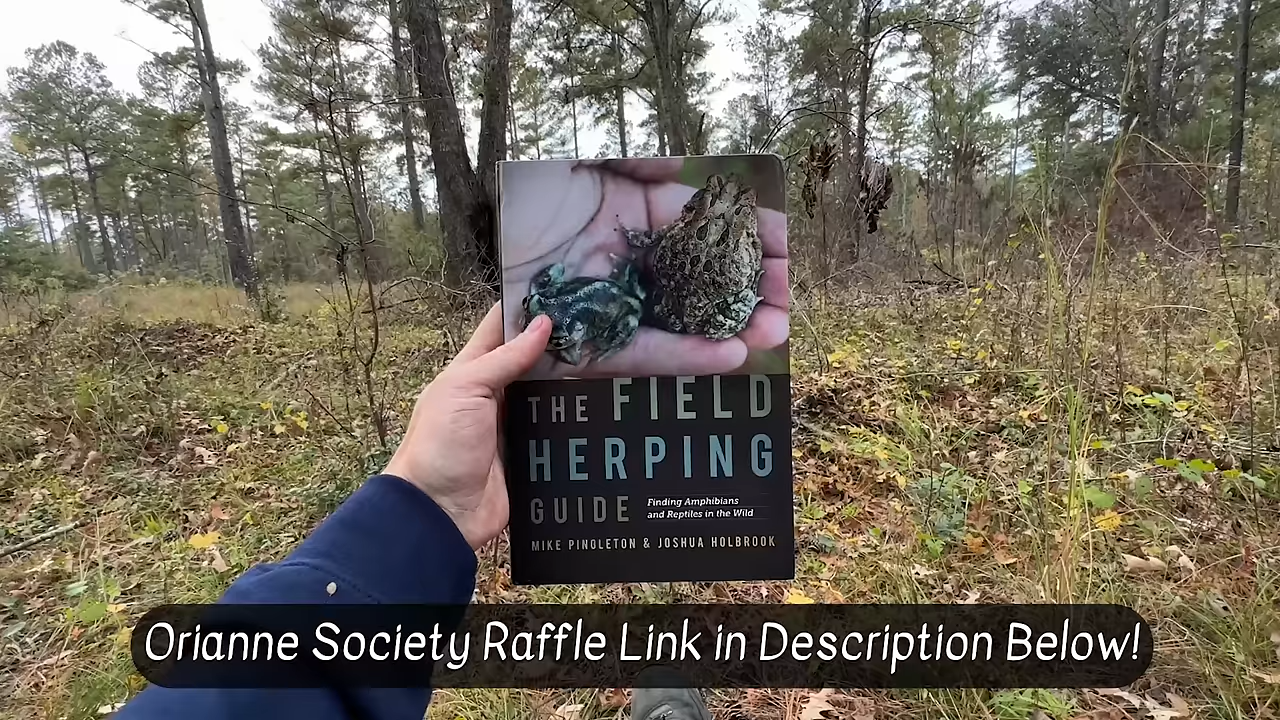 THE FIELD
HERPING
GUIDE
Finding Amphibians
and Reptiles in the Wild
MIKE PINGLETON & JOSHUA HOLBROOK
Orianne Society Raffle Link in Description Below!